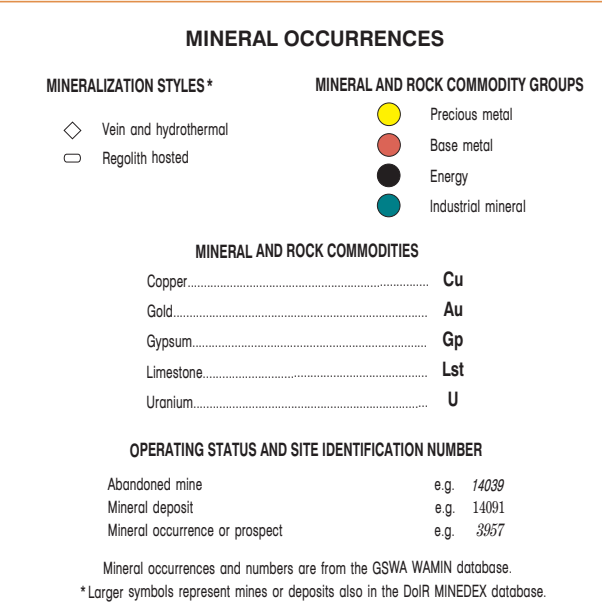 MINERAL OCCURRENCES
MINERALIZATION STYLES *
Vein and hydrothermal
Regolith hosted
MINERAL AND ROCK COMMODITY GROUPS
Precious metal
Base metal
Energy
Industrial mineral
MINERAL AND ROCK COMMODITIES
Copper Cu
Gold Au
Gypsum Gp
Limestone Lst
Uranium U
OPERATING STATUS AND SITE IDENTIFICATION NUMBER
Abandoned mine e.g. 14039
Mineral deposit e.g. 14091
Mineral occurrence or prospect e.g. 3957
Mineral occurrences and numbers are from the GSWA WAMIN database.
* Larger symbols represent mines or deposits also in the DoIR MINEDEX database.